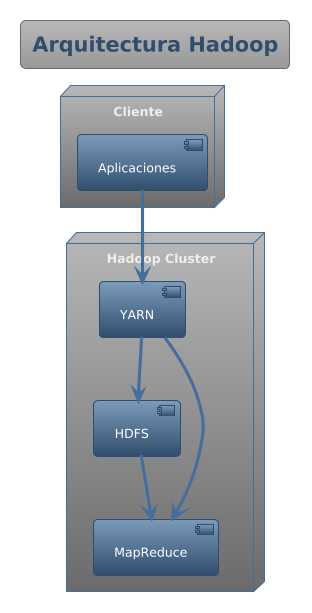 Arquitectura Hadoop
Cliente
Aplicaciones
Hadoop Cluster
YARN
HDFS
MapReduce